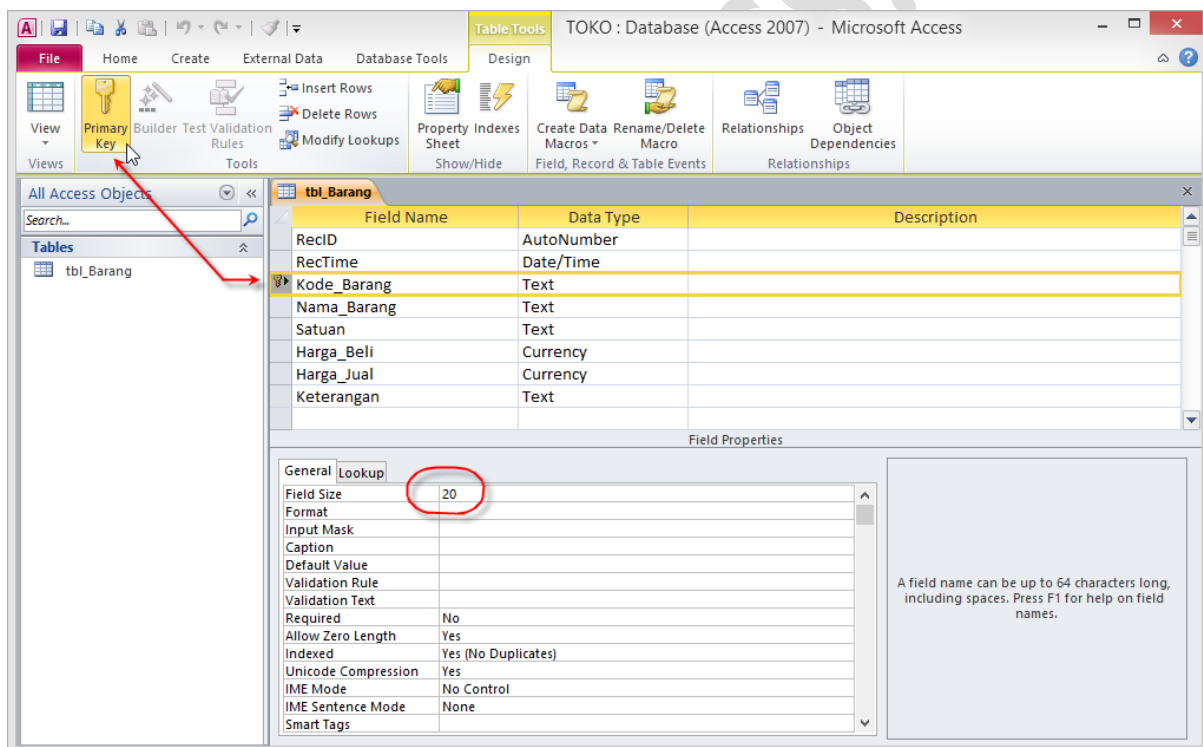 Table Tools
TOKO : Database (Access 2007) - Microsoft Access
File Home Create External Data Database Tools Design
View
Primary Key
Builder
Test Validation Rules
Insert Rows
Delete Rows
Modify Lookups
Property Sheet
Indexes
Create Data Macros
Rename/Delete Macro
Relationships
Object Dependencies
Views
Tools
Show/Hide
Field, Record & Table Events
Relationships
All Access Objects
Search...
Tables
tbl_Barang
tbl_Barang
Field Name Data Type Description
RecID AutoNumber
RecTime Date/Time
Kode_Barang Text
Nama_Barang Text
Satuan Text
Harga_Beli Currency
Harga_Jual Currency
Keterangan Text
Field Properties
General Lookup
Field Size 20
Format
Input Mask
Caption
Default Value
Validation Rule
Validation Text
Required No
Allow Zero Length Yes
Indexed Yes (No Duplicates)
Unicode Compression Yes
IME Mode No Control
IME Sentence Mode None
Smart Tags
A field name can be up to 64 characters long,
including spaces. Press F1 for help on field
names.